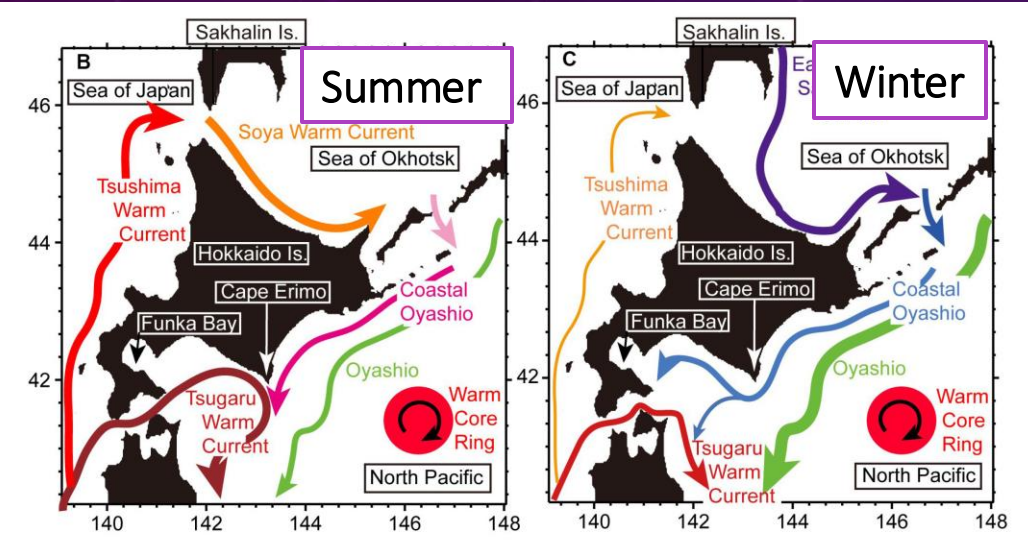 Sakhalin Is.
B
Summer
Sea of Japan
46
Soya Warm Current
Sea of Okhotsk
Tsushima
Warm
Current
44
Hokkaido Is.
Cape Erimo
Coastal
Oyashio
Funka Bay
Oyashio
42
Tsugaru
Warm
Current
Warm
Core
Ring
North Pacific
140
142
144
146
148
Sakhalin Is.
C
Winter
Sea of Japan
46
Sea of Okhotsk
Tsushima
Warm
Current
44
Hokkaido Is.
Cape Erimo
Coastal
Oyashio
Funka Bay
Oyashio
42
Warm
Core
Ring
Tsugaru
Warm
Current
North Pacific
140
142
144
146
148